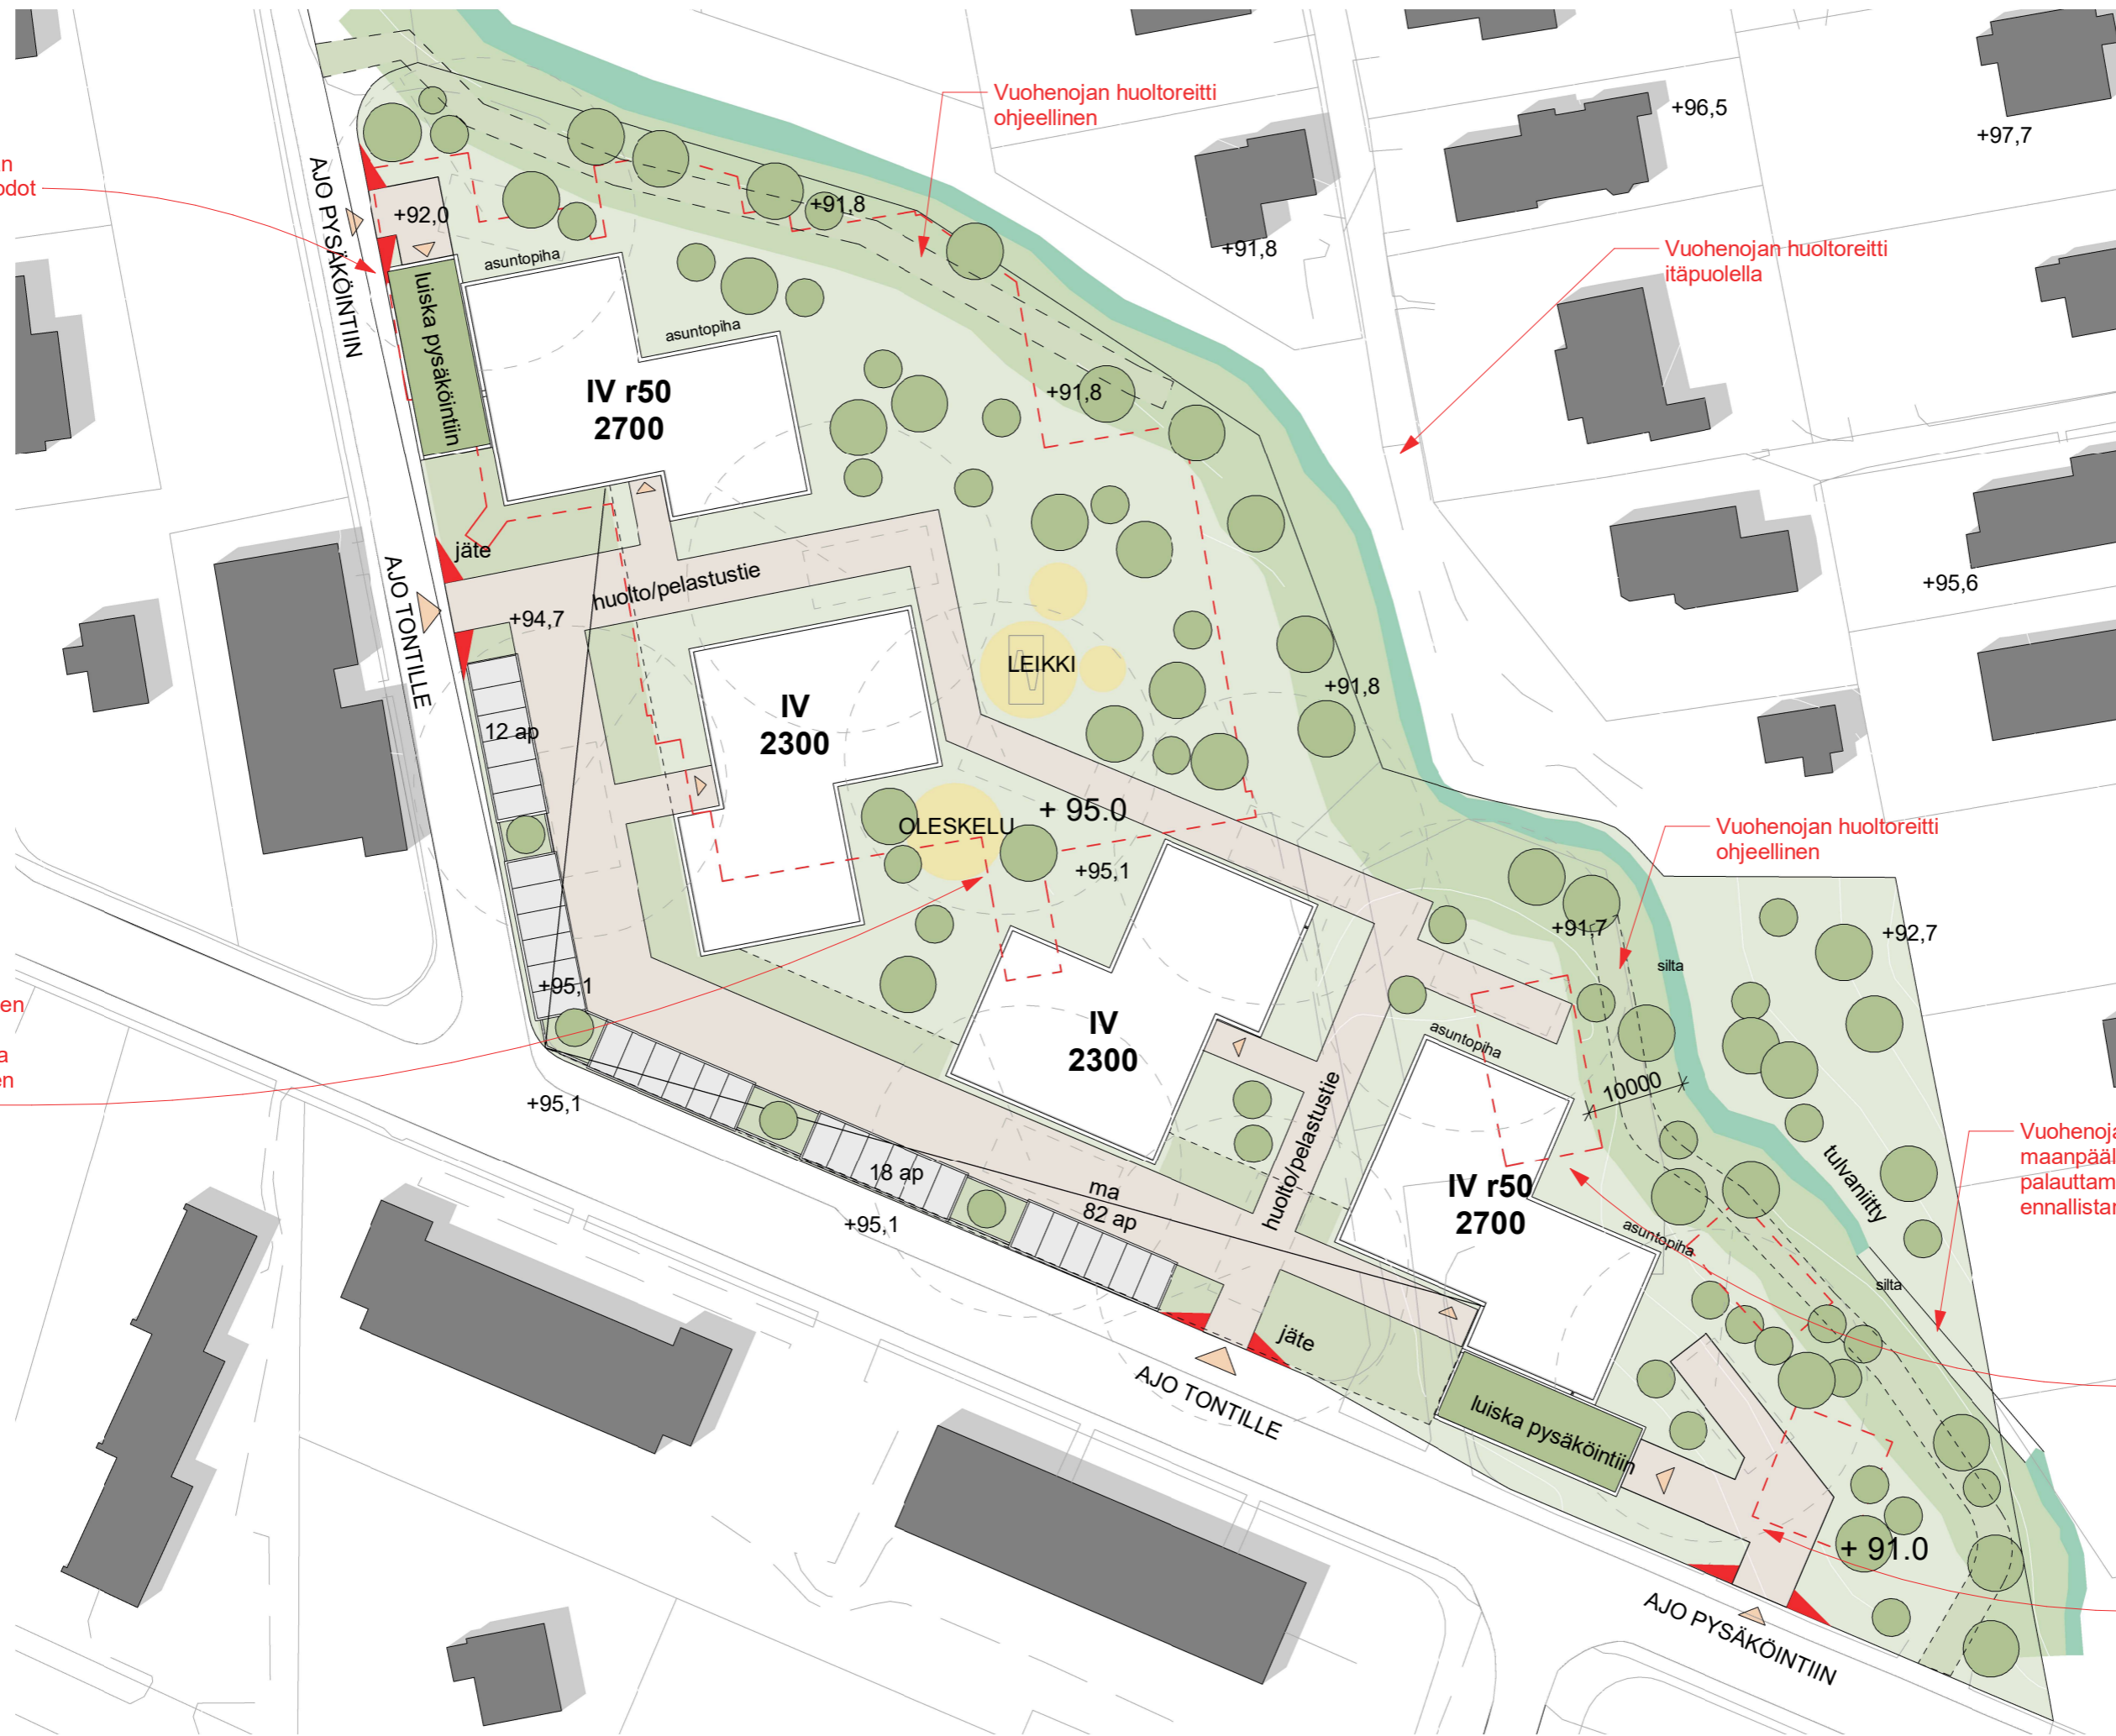 Vuohenojan huoltoreitti
ohjeellinen
+96,5
+97,7
AJO PYSÄKÖINTIIN
+92,0
+91,8
+91,8
Vuohenojan huoltoreitti
itäpuolella
asuntopiha
luiska pysäköintiin
asuntopiha
IV r50
2700
+91,8
jäte
AJO TONTILLE
huolto/pelastustie
+94,7
+95,6
LEIKKI
+91,8
12 ap
IV
2300
+ 95.0
OLESKELU
Vuohenojan huoltoreitti
ohjeellinen
+95,1
+91,7
+92,7
silta
+95,1
IV
2300
asuntopiha
10000
+95,1
huolto/pelastustie
tulvaniitty
18 ap
ma
82 ap
IV r50
2700
+95,1
asuntopiha
silta
jäte
AJO TONTILLE
luiska pysäköintiin
+ 91.0
AJO PYSÄKÖINTIIN